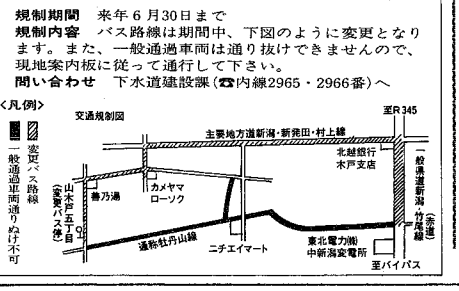 規制期間　来年６月30日まで
規制内容　バス路線は期間中、下図のように変更となり
ます。また、一般通過車両は通り抜けできませんので、
現地案内板に従って通行して下さい。
問い合わせ　下水道建設課(☎内線2965・2966番)へ
<凡例>
変更バス路線
一般通過車両通りぬけ不可
交通規制図
至R345
主要地方道新潟・新発田・村上線
北越銀行
木戸支店
一般県道新潟・竹尾線
(赤道)
山木戸五丁目
(変更バス停)
善乃湯
カメヤマ
ローソク
通称牡丹山線
ニチエイマート
東北電力㈱
中新潟変電所
至バイパス